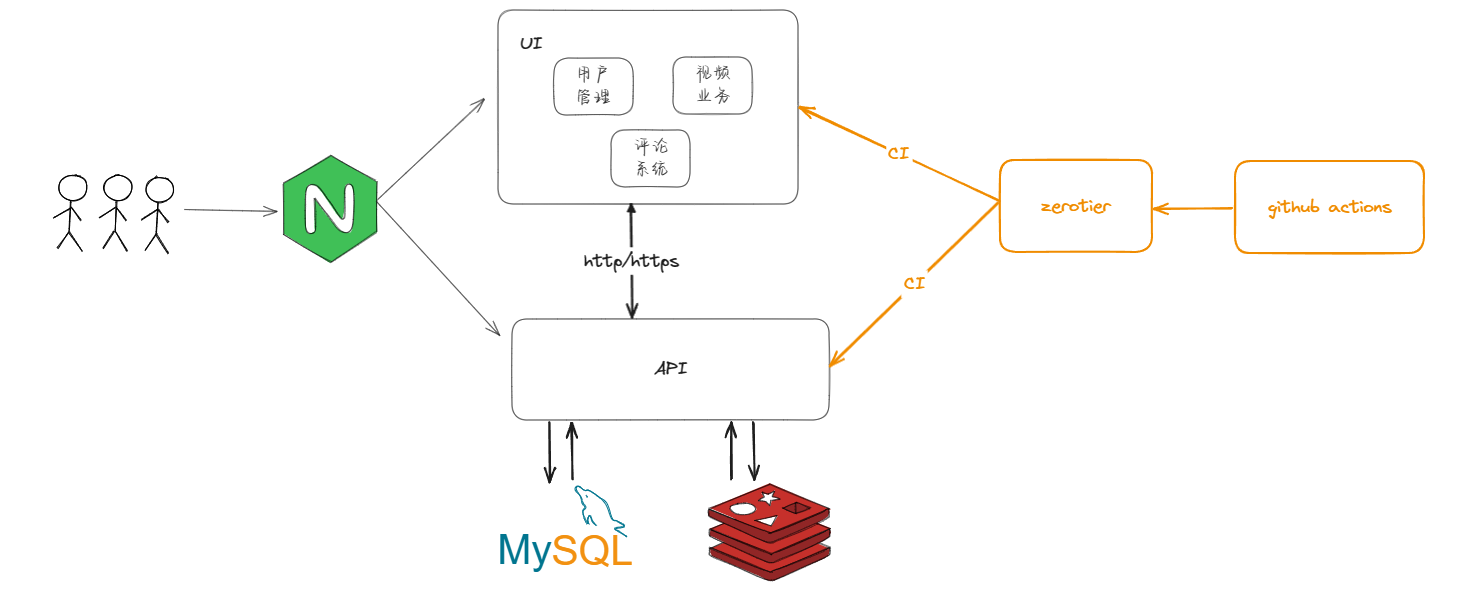 UI
用户
管理
视频
业务
评论
系统
CI
zerotier
github actions
N
http/https
CI
API
MySQL